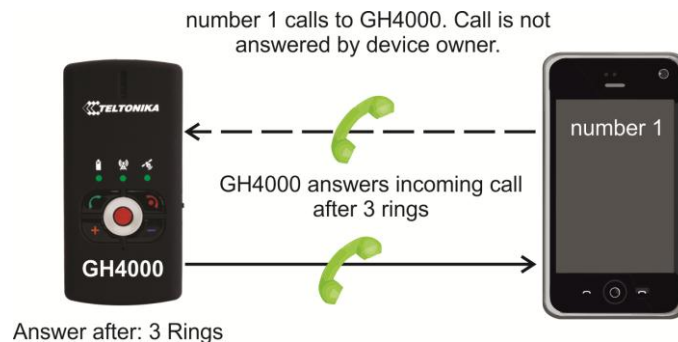 number 1 calls to GH4000. Call is not
answered by device owner.
TELTONIKA
number 1
GH4000 answers incoming call
after 3 rings
GH4000
Answer after: 3 Rings